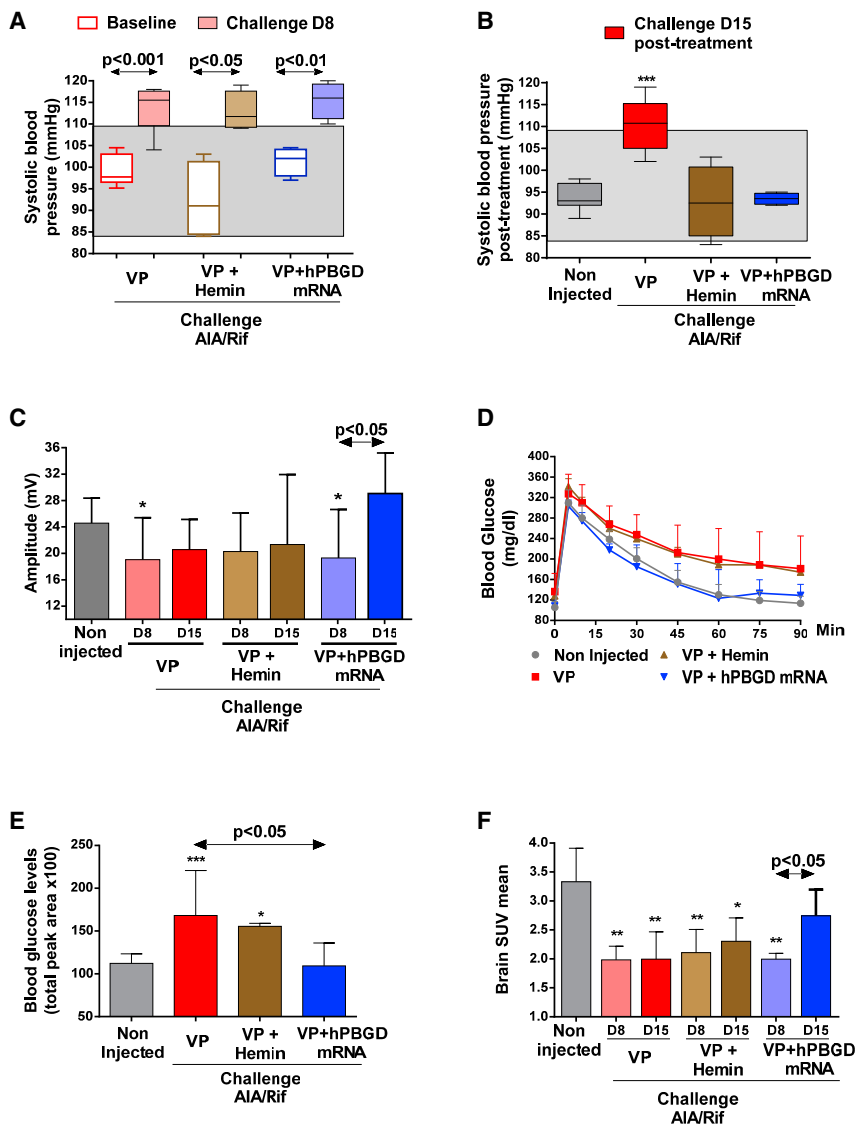 A
Baseline
Challenge D8
p<0.001
p<0.05
p<0.01
Systolic blood
pressure (mmHg)
120
115
110
105
100
95
90
85
80
VP
VP +
Hemin
VP+hPBGD
mRNA
Challenge
AIA/Rif
B
Challenge D15
post-treatment
***
Systolic blood pressure
post-treatment (mmHg)
120
115
110
105
100
95
90
85
80
Non
Injected
VP
VP +
Hemin
VP+hPBGD
mRNA
Challenge
AIA/Rif
C
p<0.05
Amplitude (mV)
36
32
28
24
20
16
12
*
*
Non
injected
D8
D15
D8
D15
D8
D15
VP
VP +
Hemin
VP+hPBGD
mRNA
Challenge
AIA/Rif
D
Blood Glucose
(mg/dl)
400
360
320
280
240
200
160
120
80
0
15
30
45
60
75
90
Min
Non Injected
VP + Hemin
VP
VP + hPBGD mRNA
E
p<0.05
***
*
Blood glucose levels
(total peak area x100)
250
200
150
100
50
Non
Injected
VP
VP +
Hemin
VP+hPBGD
mRNA
Challenge
AIA/Rif
F
p<0.05
Brain SUV mean
4.0
3.5
3.0
2.5
2.0
1.5
1.0
**
**
**
*
**
Non
injected
D8
D15
D8
D15
D8
D15
VP
VP +
Hemin
VP+hPBGD
mRNA
Challenge
AIA/Rif